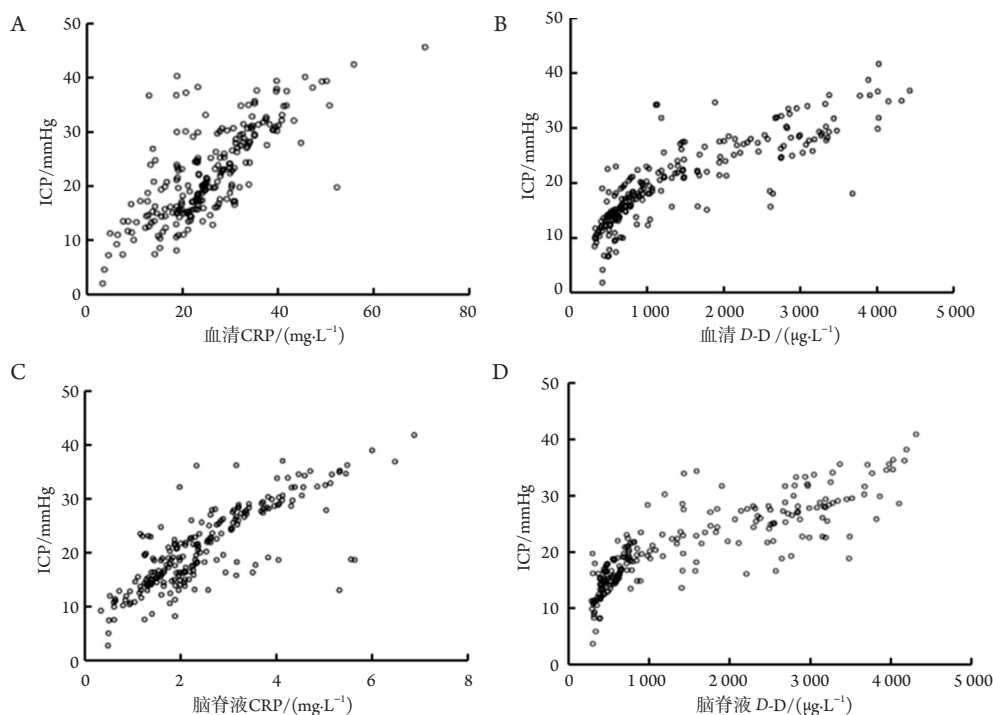 A
50
40
30
20
10
0
ICP/mmHg
0 20 40 60 80
血清CRP/(mg·L⁻¹)
B
50
40
30
20
10
0
ICP/mmHg
0 1 000 2 000 3 000 4 000 5 000
血清 D-D /(μg·L⁻¹)
C
50
40
30
20
10
0
ICP/mmHg
0 2 4 6 8
脑脊液CRP/(mg·L⁻¹)
D
50
40
30
20
10
0
ICP/mmHg
0 1 000 2 000 3 000 4 000 5 000
脑脊液 D-D/(μg·L⁻¹)